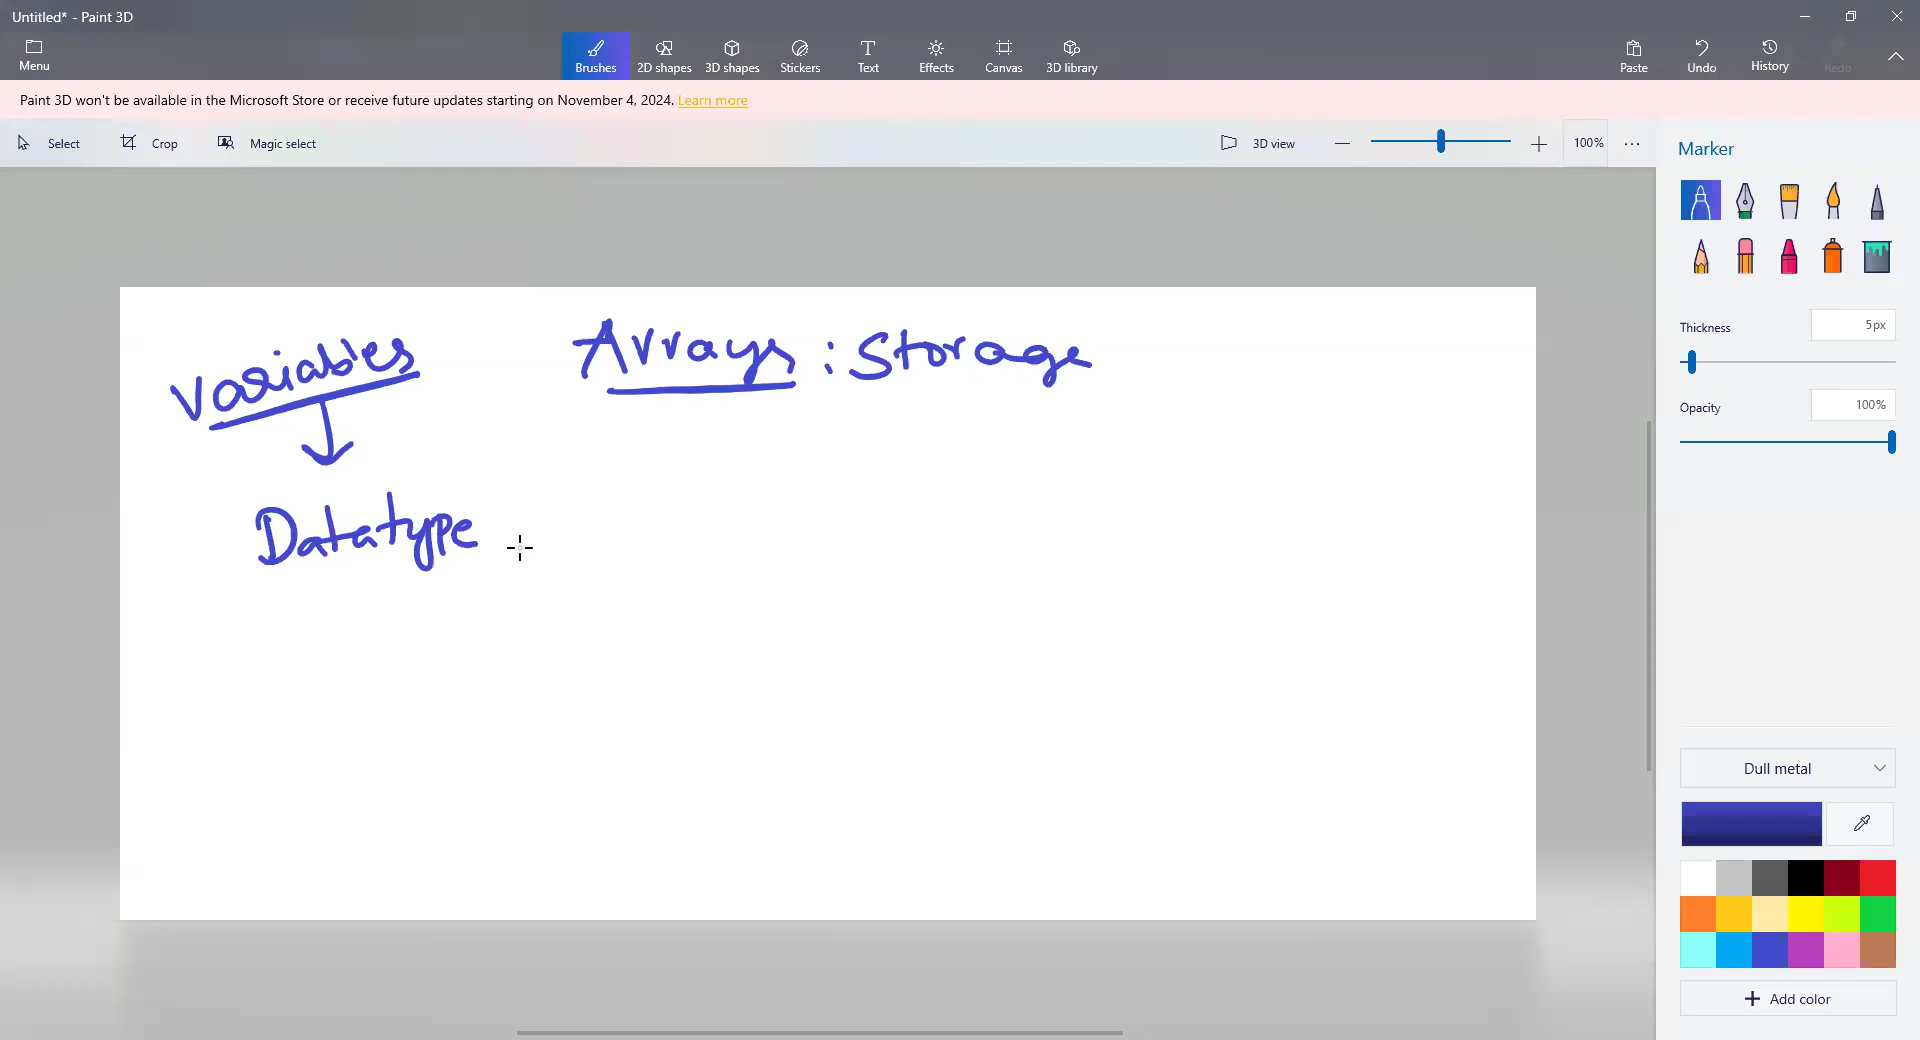 Untitled* - Paint 3D
Menu
Brushes 2D shapes 3D shapes Stickers Text Effects Canvas 3D library
Paste Undo History Redo
Paint 3D won't be available in the Microsoft Store or receive future updates starting on November 4, 2024. Learn more
Select Crop Magic select
3D view 100% ...
Marker
Thickness 5px
Opacity 100%
variables Arrays : Storage
Datatype
Dull metal
Add color